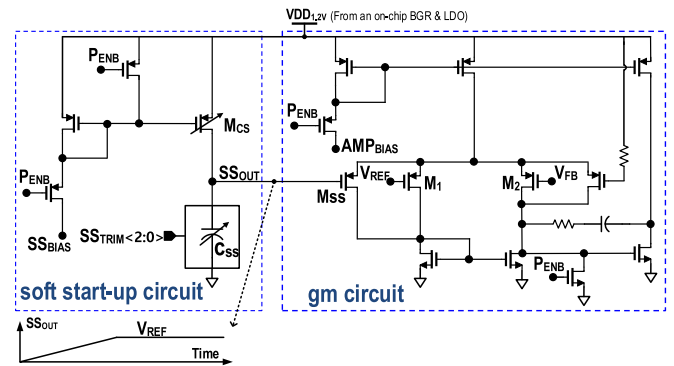 VDD1.2V (From an on-chip BGR & LDO)
PENB
MCS
PENB
SSBIAS
SSOUT
SSTRIM<2:0>
CSS
soft start-up circuit
PENB
AMPBIAS
MSS
VREF
M1
M2
VFB
PENB
gm circuit
SSOUT
VREF
Time